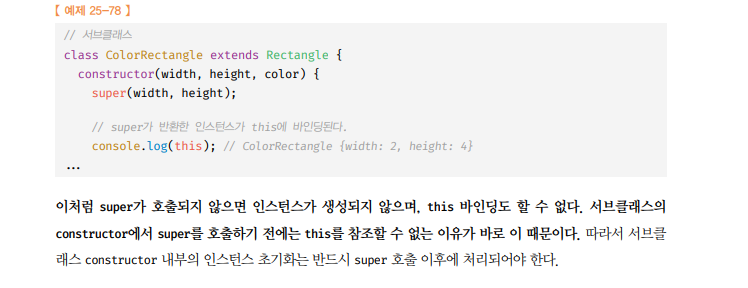 【 예제 25-78 】
// 서브클래스
class ColorRectangle extends Rectangle {
constructor(width, height, color) {
super(width, height);
// super가 반환한 인스턴스가 this에 바인딩된다.
console.log(this); // ColorRectangle {width: 2, height: 4}
...
이처럼 super가 호출되지 않으면 인스턴스가 생성되지 않으며, this 바인딩도 할 수 없다. 서브클래스의
constructor에서 super를 호출하기 전에는 this를 참조할 수 없는 이유가 바로 이 때문이다. 따라서 서브클
래스 constructor 내부의 인스턴스 초기화는 반드시 super 호출 이후에 처리되어야 한다.